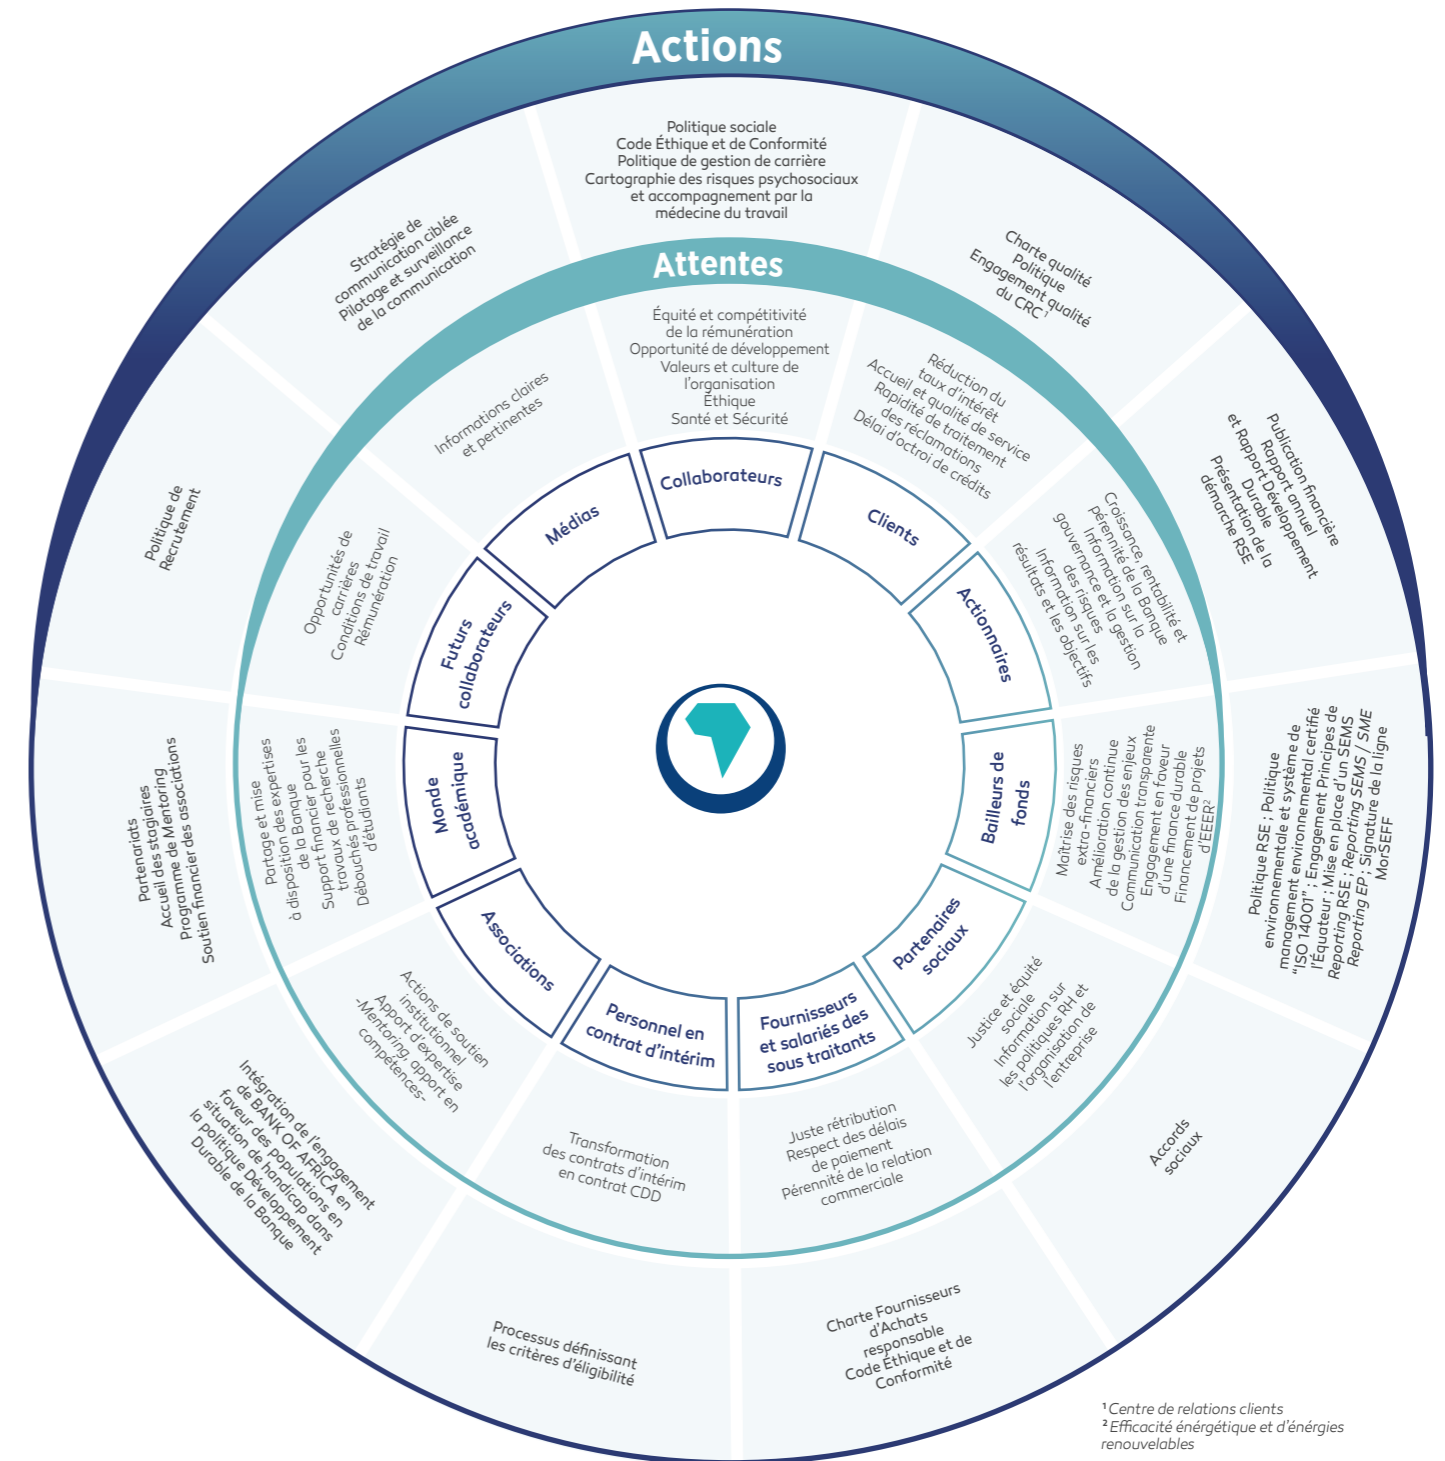 Actions
Politique sociale
Code Éthique et de Conformité
Politique de gestion de carrière
Cartographie des risques psychosociaux
et accompagnement par la
médecine du travail
Charte qualité
Politique
Engagement qualité
du CRC ¹
Publication financière
Rapport annuel
et Rapport Développement
Durable
Présentation de la
démarche RSE
Politique RSE ; Politique
environnementale et système de
management environnemental certifié
“ISO 14001” ; Engagement Principes de
l’Équateur ; Mise en place d’un SEMS
Reporting RSE ; Reporting SEMS / SME
Reporting EP ; Signature de la ligne
MorSEFF
Accords
sociaux
Charte Fournisseurs
d’Achats
responsable
Code Éthique et de
Conformité
Processus définissant
les critères d’éligibilité
Intégration de l’engagement
de BANK OF AFRICA en
faveur des populations en
situation de handicap dans
la politique Développement
Durable de la Banque
Partenariats
Accueil des stagiaires
Programme de Mentoring
Soutien financier des associations
Politique de
Recrutement
Stratégie de
communication ciblée
Pilotage et surveillance
de la communication
Attentes
Équité et compétitivité
de la rémunération
Opportunité de développement
Valeurs et culture de
l’organisation
Éthique
Santé et Sécurité
Réduction du
taux d’intérêt
Accueil et qualité de service
Rapidité de traitement
des réclamations
Délai d’octroi de crédits
Croissance, rentabilité et
pérennité de la Banque
Information sur la
gouvernance et la gestion
des risques
Information sur les
résultats et les objectifs
Maîtrise des risques
extra-financiers
Amélioration continue
de la gestion des enjeux
Communication transparente
Engagement en faveur
d’une finance durable
Financement de projets
d’EEER²
Justice et équité
sociale
Information sur
les politiques RH et
l’organisation de
l’entreprise
Juste rétribution
Respect des délais
de paiement
Pérennité de la relation
commerciale
Transformation
des contrats d’intérim
en contrat CDD
Actions de soutien
institutionnel
Apport d’expertise
-Mentoring, apport en
compétences-
Partage et mise
à disposition des expertises
de la Banque
Support financier pour les
travaux de recherche
Débouchés professionnelles
d’étudiants
Opportunités de
carrières
Conditions de travail
Rémunération
Informations claires
et pertinentes
Collaborateurs
Clients
Actionnaires
Bailleurs de
fonds
Partenaires
sociaux
Fournisseurs
et salariés des
sous traitants
Personnel en
contrat d’intérim
Associations
Monde
académique
Futurs
collaborateurs
Médias
¹ Centre de relations clients
² Efficacité énérgétique et d’énérgies
renouvelables